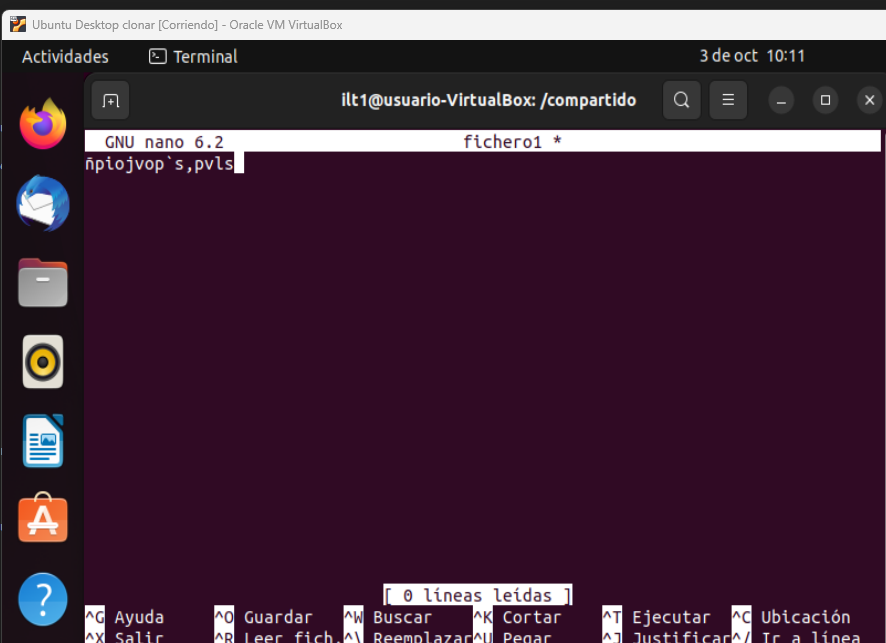 Ubuntu Desktop clonar [Corriendo] - Oracle VM VirtualBox
Actividades Terminal 3 de oct 10:11
ilt1@usuario-VirtualBox: /compartido
GNU nano 6.2 fichero1 *
ñpiojvop`s,pvls
[ 0 líneas leídas ]
^G Ayuda ^O Guardar ^W Buscar ^K Cortar ^T Ejecutar ^C Ubicación
^X Salir ^R Leer fich.^\ Reemplazar^U Pegar ^J Justificar^/ Ir a línea